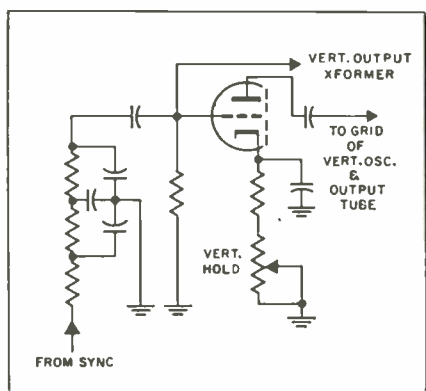 VERT. OUTPUT
XFORMER
TO GRID
OF
VERT. OSC.
&
OUTPUT
TUBE
VERT.
HOLD
FROM SYNC